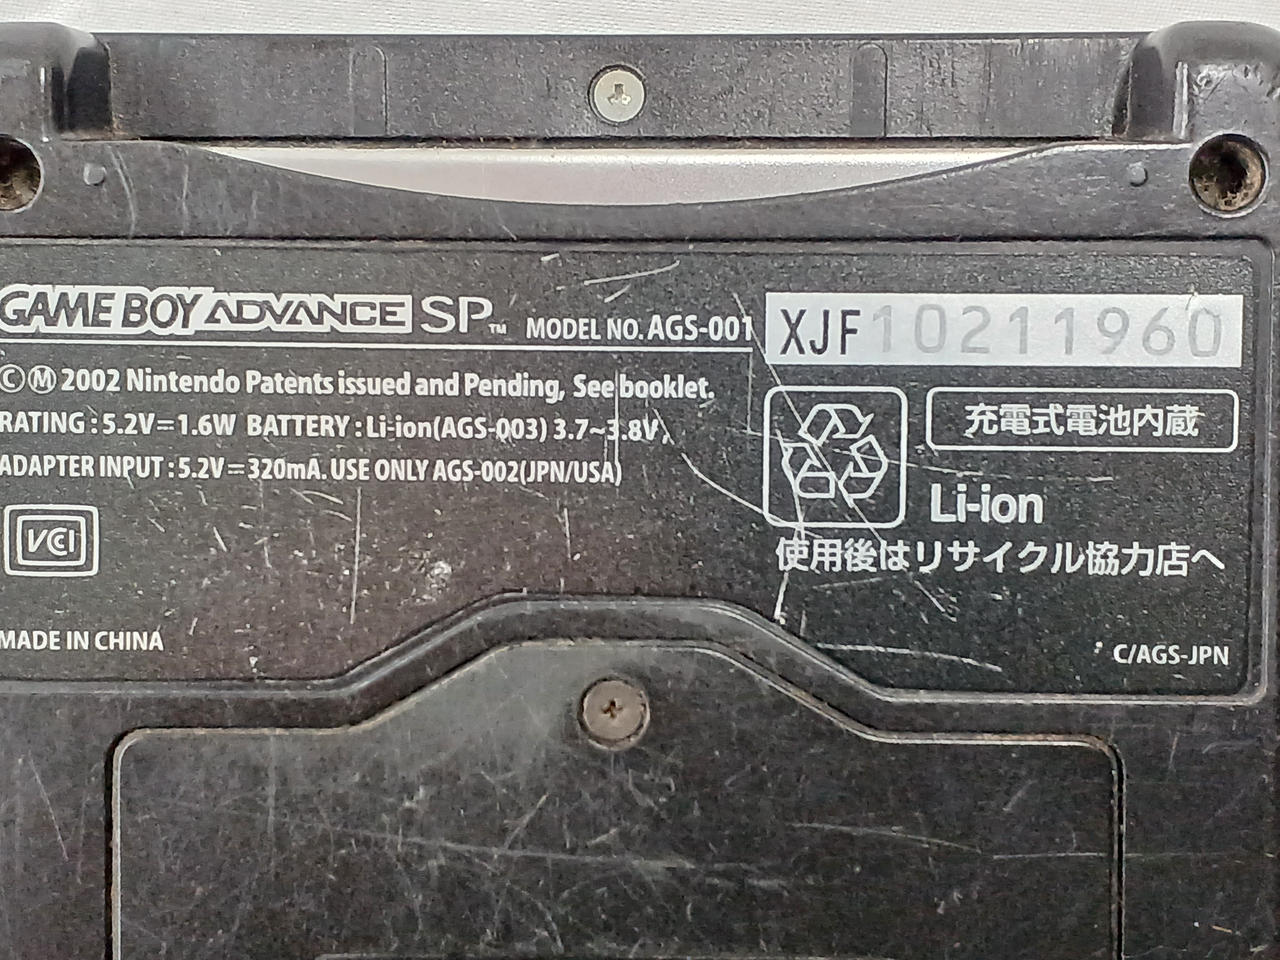 GAME BOY ADVANCE SP™ MODEL NO. AGS-001
XJF10211960
ⒸⓂ 2002 Nintendo Patents issued and Pending, See booklet.
RATING : 5.2V⎓1.6W BATTERY : Li-ion(AGS-003) 3.7~3.8V,
ADAPTER INPUT : 5.2V⎓320mA. USE ONLY AGS-002(JPN/USA)
VCI
MADE IN CHINA
充電式電池内蔵
Li-ion
使用後はリサイクル協力店へ
C/AGS-JPN